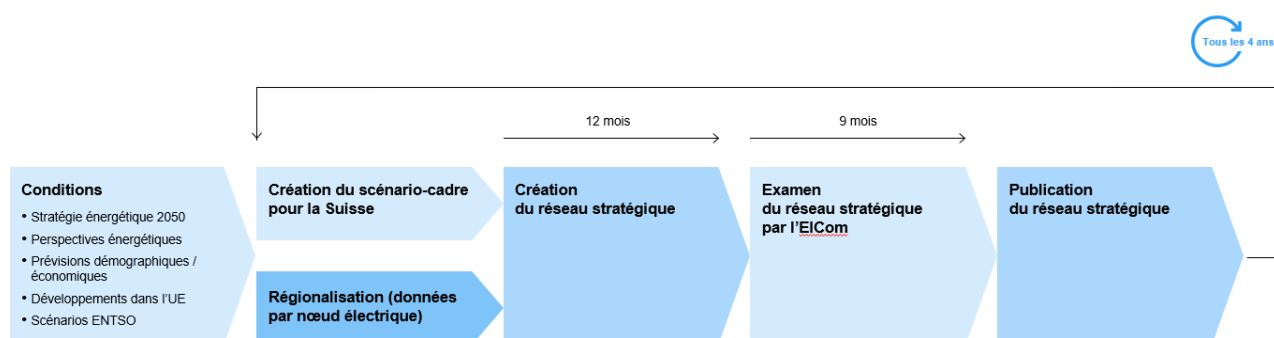 Tous les 4 ans
12 mois
9 mois
Conditions
• Stratégie énergétique 2050
• Perspectives énergétiques
• Prévisions démographiques /
économiques
• Développements dans l'UE
• Scénarios ENTSO
Création du scénario-cadre
pour la Suisse
Régionalisation (données
par nœud électrique)
Création
du réseau stratégique
Examen
du réseau stratégique
par l'ElCom
Publication
du réseau stratégique